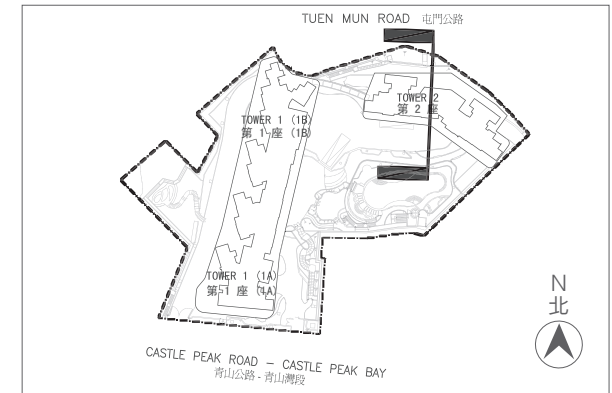 TUEN MUN ROAD 屯門公路
TOWER 2
第 2 座
TOWER 1 (1B)
第 1 座 (1B)
TOWER 1 (1A)
第 1 座 (1A)
N
北
CASTLE PEAK ROAD - CASTLE PEAK BAY
青山公路 - 青山灣段